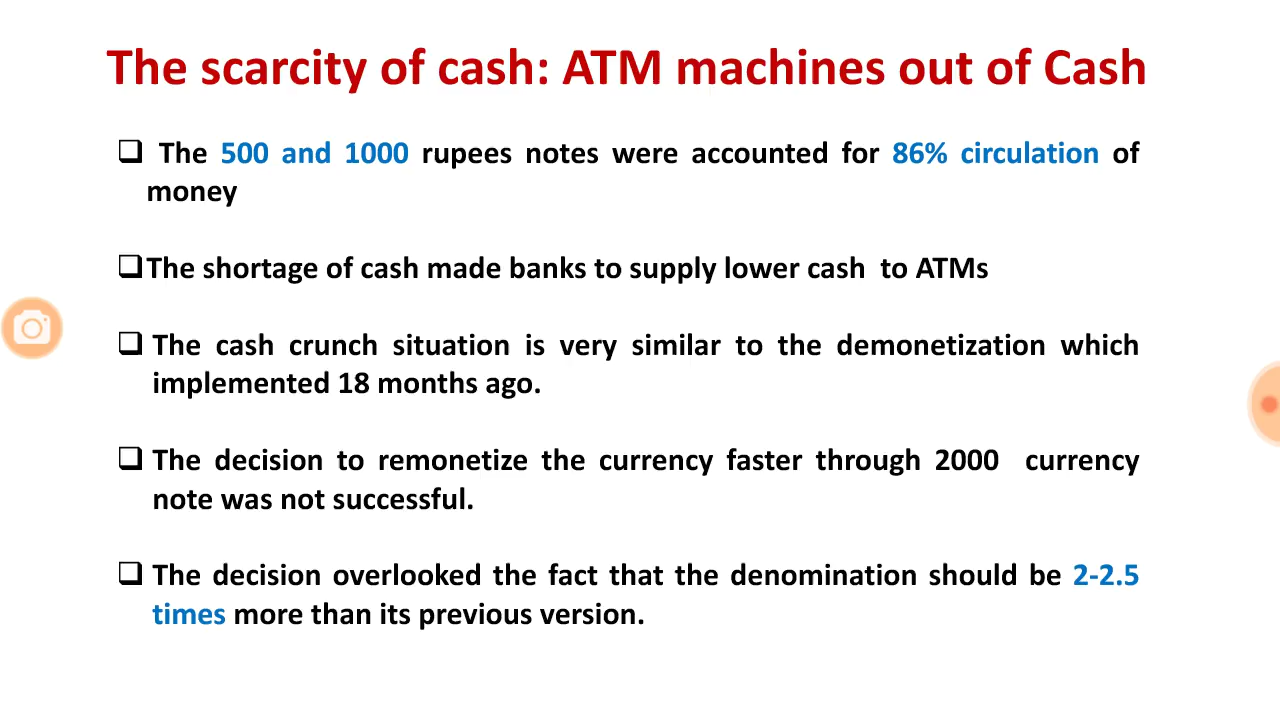 The scarcity of cash: ATM machines out of Cash
❑ The 500 and 1000 rupees notes were accounted for 86% circulation of
money
❑The shortage of cash made banks to supply lower cash to ATMs
❑ The cash crunch situation is very similar to the demonetization which
implemented 18 months ago.
❑ The decision to remonetize the currency faster through 2000 currency
note was not successful.
❑ The decision overlooked the fact that the denomination should be 2-2.5
times more than its previous version.